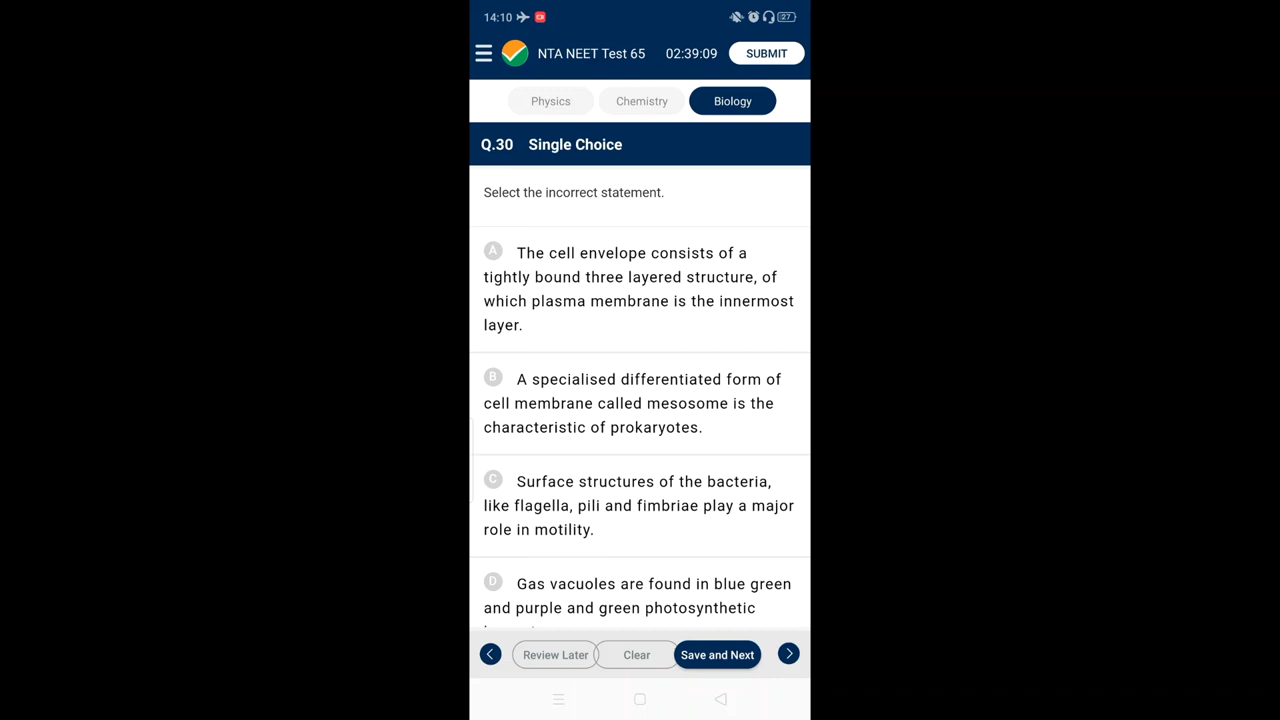 14:10 27
NTA NEET Test 65 02:39:09 SUBMIT
Physics Chemistry Biology
Q.30 Single Choice
Select the incorrect statement.
A The cell envelope consists of a
tightly bound three layered structure, of
which plasma membrane is the innermost
layer.
B A specialised differentiated form of
cell membrane called mesosome is the
characteristic of prokaryotes.
C Surface structures of the bacteria,
like flagella, pili and fimbriae play a major
role in motility.
D Gas vacuoles are found in blue green
and purple and green photosynthetic
Review Later Clear Save and Next